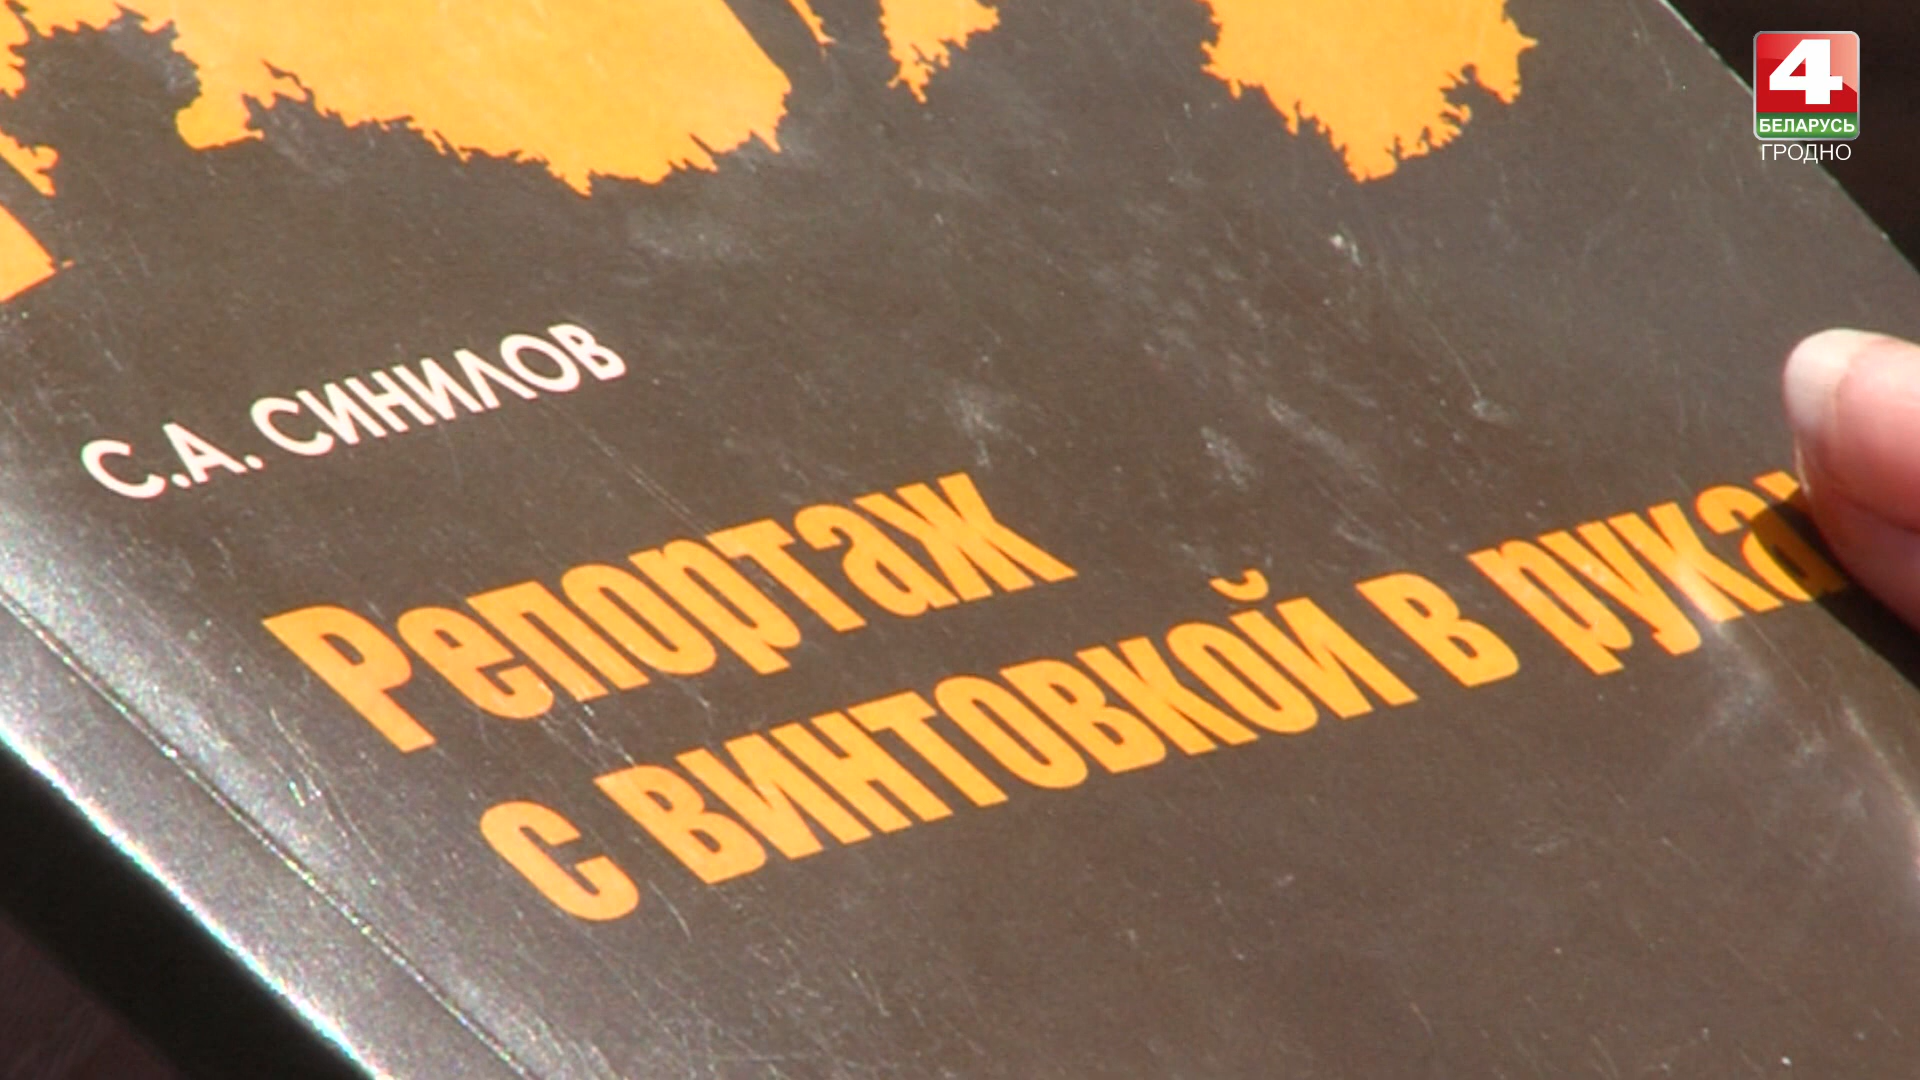 4
БЕЛАРУСЬ
ГРОДНО
С.А. СИНИЛОВ
Репортаж
с винтовкой в